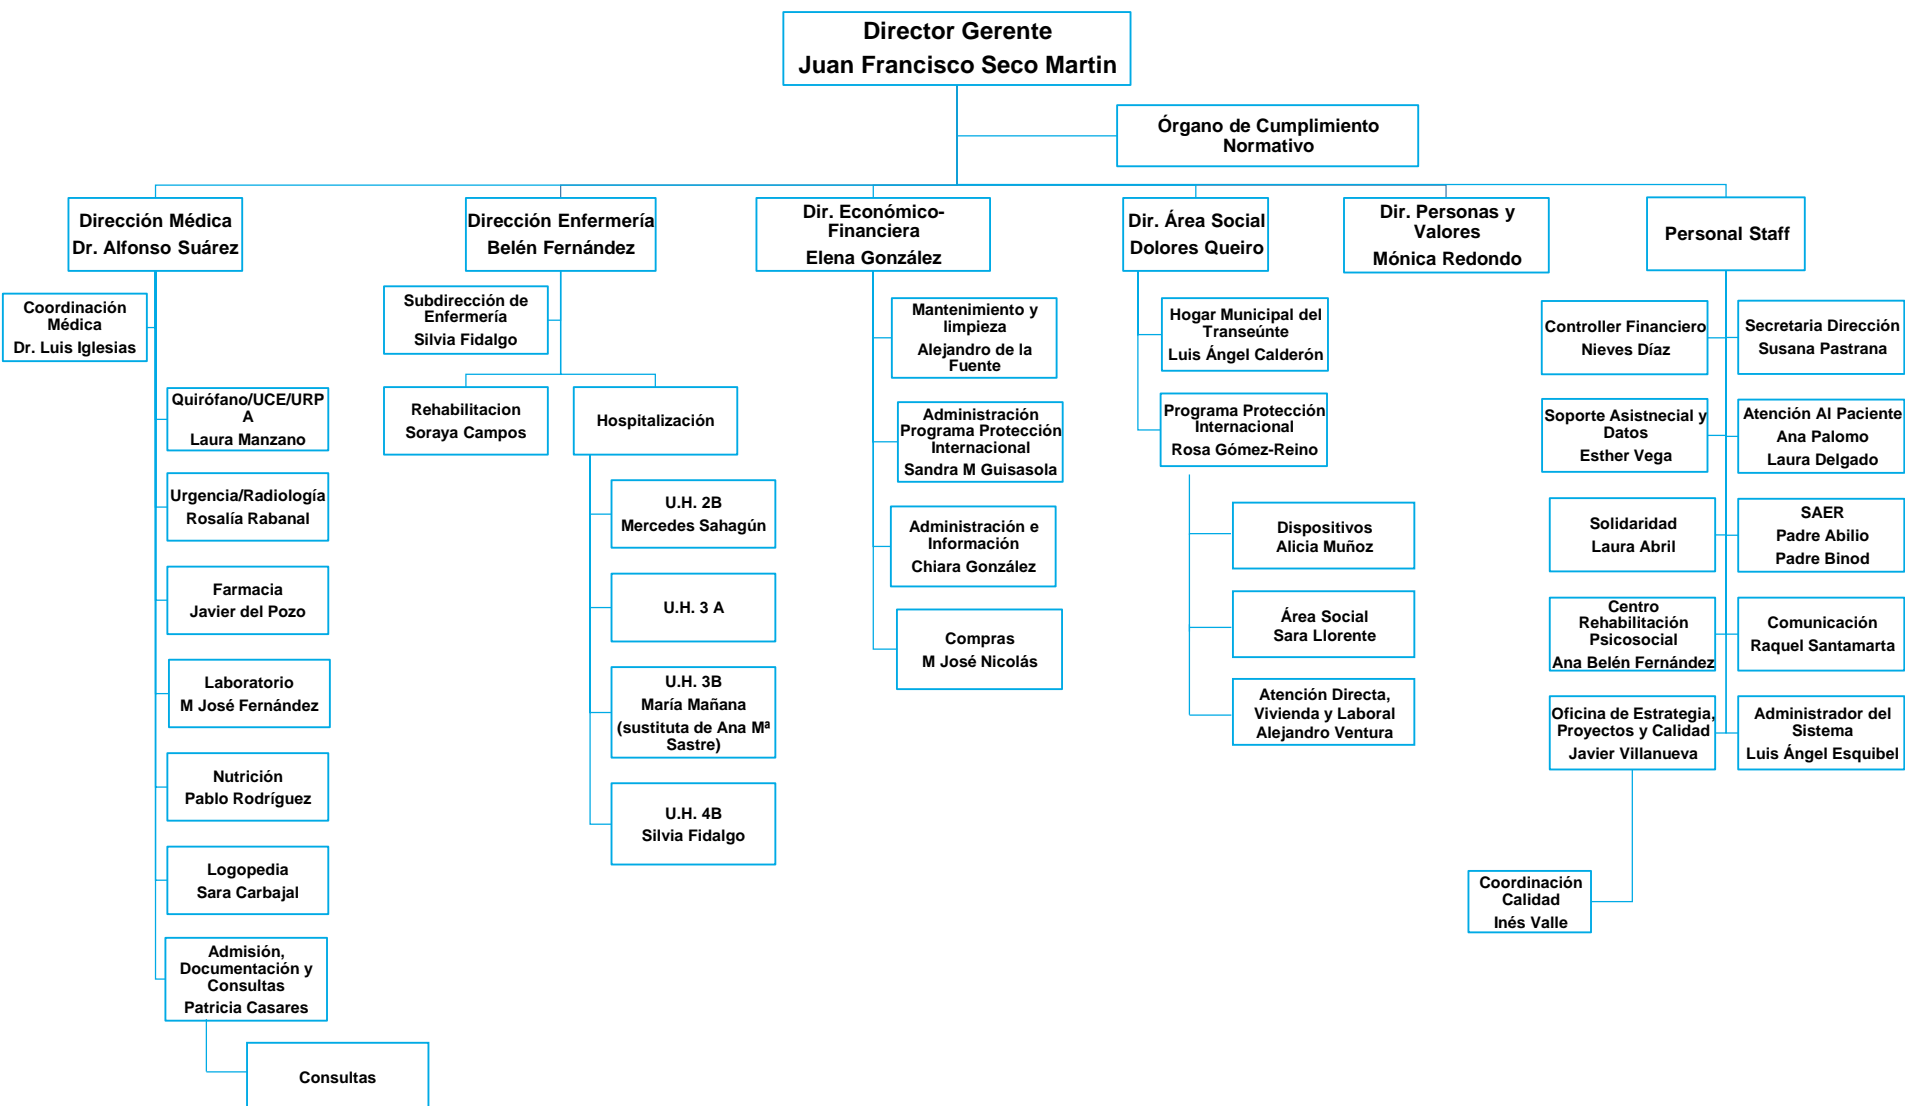 Director Gerente
Juan Francisco Seco Martin
Órgano de Cumplimiento
Normativo
Dirección Médica
Dr. Alfonso Suárez
Dirección Enfermería
Belén Fernández
Dir. Económico-
Financiera
Elena González
Dir. Área Social
Dolores Queiro
Dir. Personas y
Valores
Mónica Redondo
Personal Staff
Coordinación
Médica
Dr. Luis Iglesias
Quirófano/UCE/URP
A
Laura Manzano
Urgencia/Radiología
Rosalía Rabanal
Farmacia
Javier del Pozo
Laboratorio
M José Fernández
Nutrición
Pablo Rodríguez
Logopedia
Sara Carbajal
Admisión,
Documentación y
Consultas
Patricia Casares
Consultas
Subdirección de
Enfermería
Silvia Fidalgo
Rehabilitacion
Soraya Campos
Hospitalización
U.H. 2B
Mercedes Sahagún
U.H. 3 A
U.H. 3B
María Mañana
(sustituta de Ana Mª
Sastre)
U.H. 4B
Silvia Fidalgo
Mantenimiento y
limpieza
Alejandro de la
Fuente
Administración
Programa Protección
Internacional
Sandra M Guisasola
Administración e
Información
Chiara González
Compras
M José Nicolás
Hogar Municipal del
Transeúnte
Luis Ángel Calderón
Programa Protección
Internacional
Rosa Gómez-Reino
Dispositivos
Alicia Muñoz
Área Social
Sara Llorente
Atención Directa,
Vivienda y Laboral
Alejandro Ventura
Controller Financiero
Nieves Díaz
Secretaria Dirección
Susana Pastrana
Soporte Asistnecial y
Datos
Esther Vega
Atención Al Paciente
Ana Palomo
Laura Delgado
Solidaridad
Laura Abril
SAER
Padre Abilio
Padre Binod
Centro
Rehabilitación
Psicosocial
Ana Belén Fernández
Comunicación
Raquel Santamarta
Oficina de Estrategia,
Proyectos y Calidad
Javier Villanueva
Administrador del
Sistema
Luis Ángel Esquibel
Coordinación
Calidad
Inés Valle